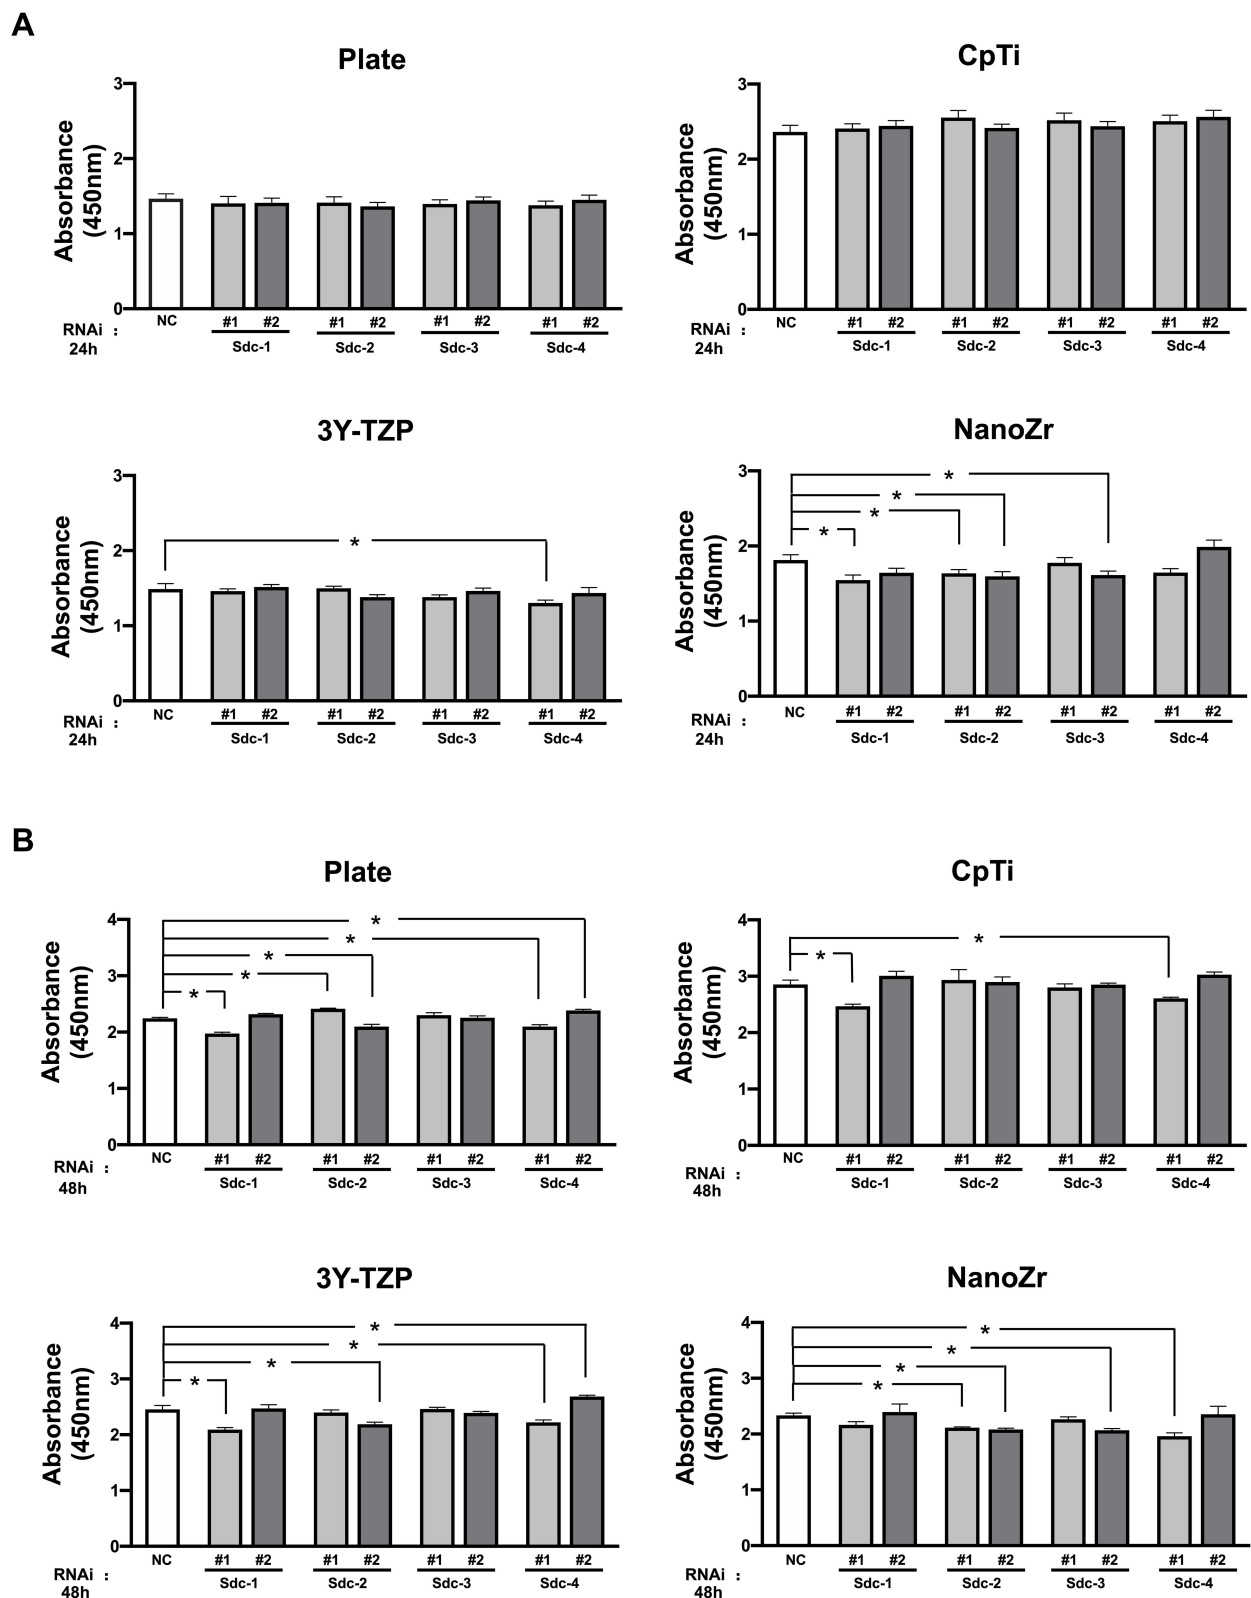 A
Plate
CpTi
Absorbance
(450nm)
3
2
1
0
NC #1 #2 #1 #2 #1 #2 #1 #2
RNAi :
24h
Sdc-1 Sdc-2 Sdc-3 Sdc-4
Absorbance
(450nm)
3
2
1
0
NC #1 #2 #1 #2 #1 #2 #1 #2
RNAi :
24h
Sdc-1 Sdc-2 Sdc-3 Sdc-4
3Y-TZP
NanoZr
Absorbance
(450nm)
3
2
1
0
*
NC #1 #2 #1 #2 #1 #2 #1 #2
RNAi :
24h
Sdc-1 Sdc-2 Sdc-3 Sdc-4
Absorbance
(450nm)
3
2
1
0
*
*
*
*
NC #1 #2 #1 #2 #1 #2 #1 #2
RNAi :
24h
Sdc-1 Sdc-2 Sdc-3 Sdc-4
B
Plate
CpTi
Absorbance
(450nm)
4
3
2
1
0
*
*
*
*
*
NC #1 #2 #1 #2 #1 #2 #1 #2
RNAi :
48h
Sdc-1 Sdc-2 Sdc-3 Sdc-4
Absorbance
(450nm)
4
3
2
1
0
*
*
NC #1 #2 #1 #2 #1 #2 #1 #2
RNAi :
48h
Sdc-1 Sdc-2 Sdc-3 Sdc-4
3Y-TZP
NanoZr
Absorbance
(450nm)
4
3
2
1
0
*
*
*
*
NC #1 #2 #1 #2 #1 #2 #1 #2
RNAi :
48h
Sdc-1 Sdc-2 Sdc-3 Sdc-4
Absorbance
(450nm)
4
3
2
1
0
*
*
*
*
NC #1 #2 #1 #2 #1 #2 #1 #2
RNAi :
48h
Sdc-1 Sdc-2 Sdc-3 Sdc-4